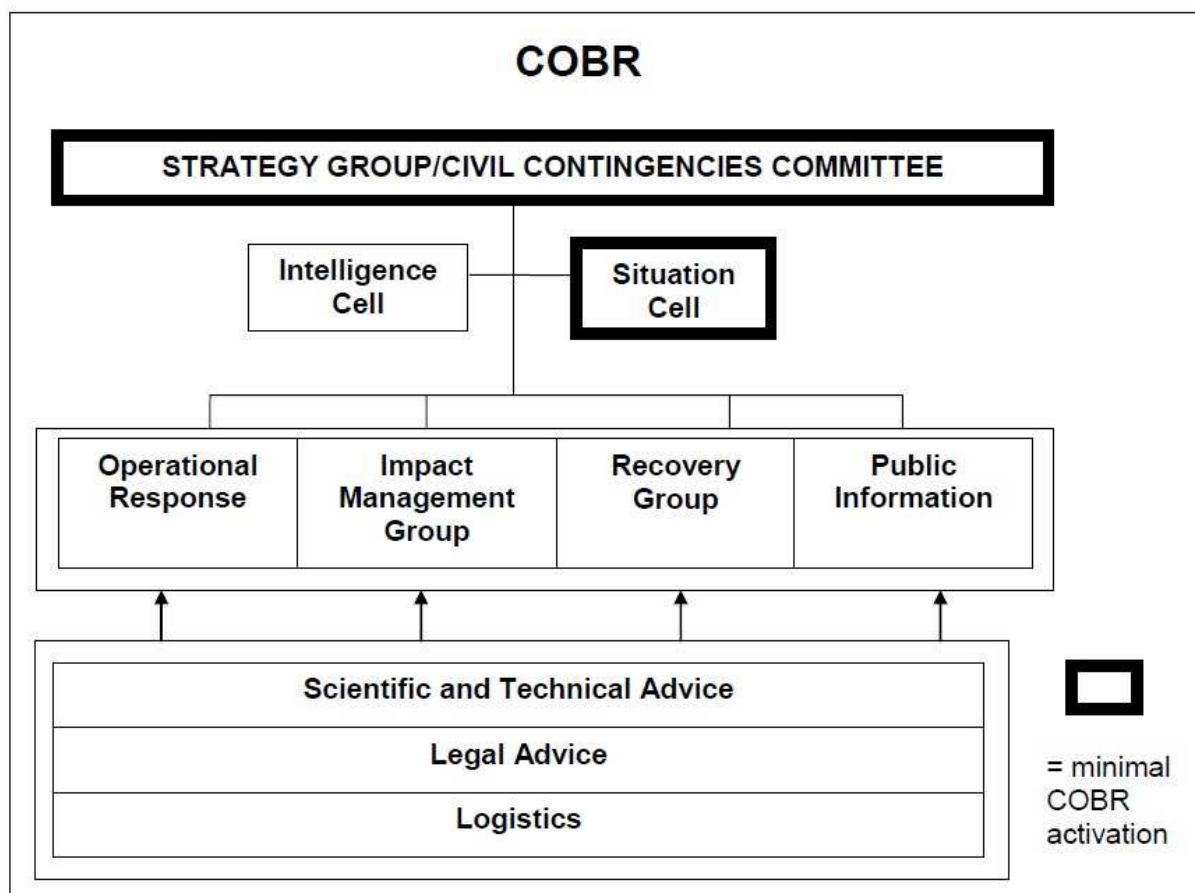 COBR
STRATEGY GROUP/CIVIL CONTINGENCIES COMMITTEE
Intelligence
Cell
Situation
Cell
Operational
Response
Impact
Management
Group
Recovery
Group
Public
Information
Scientific and Technical Advice
Legal Advice
Logistics
= minimal
COBR
activation